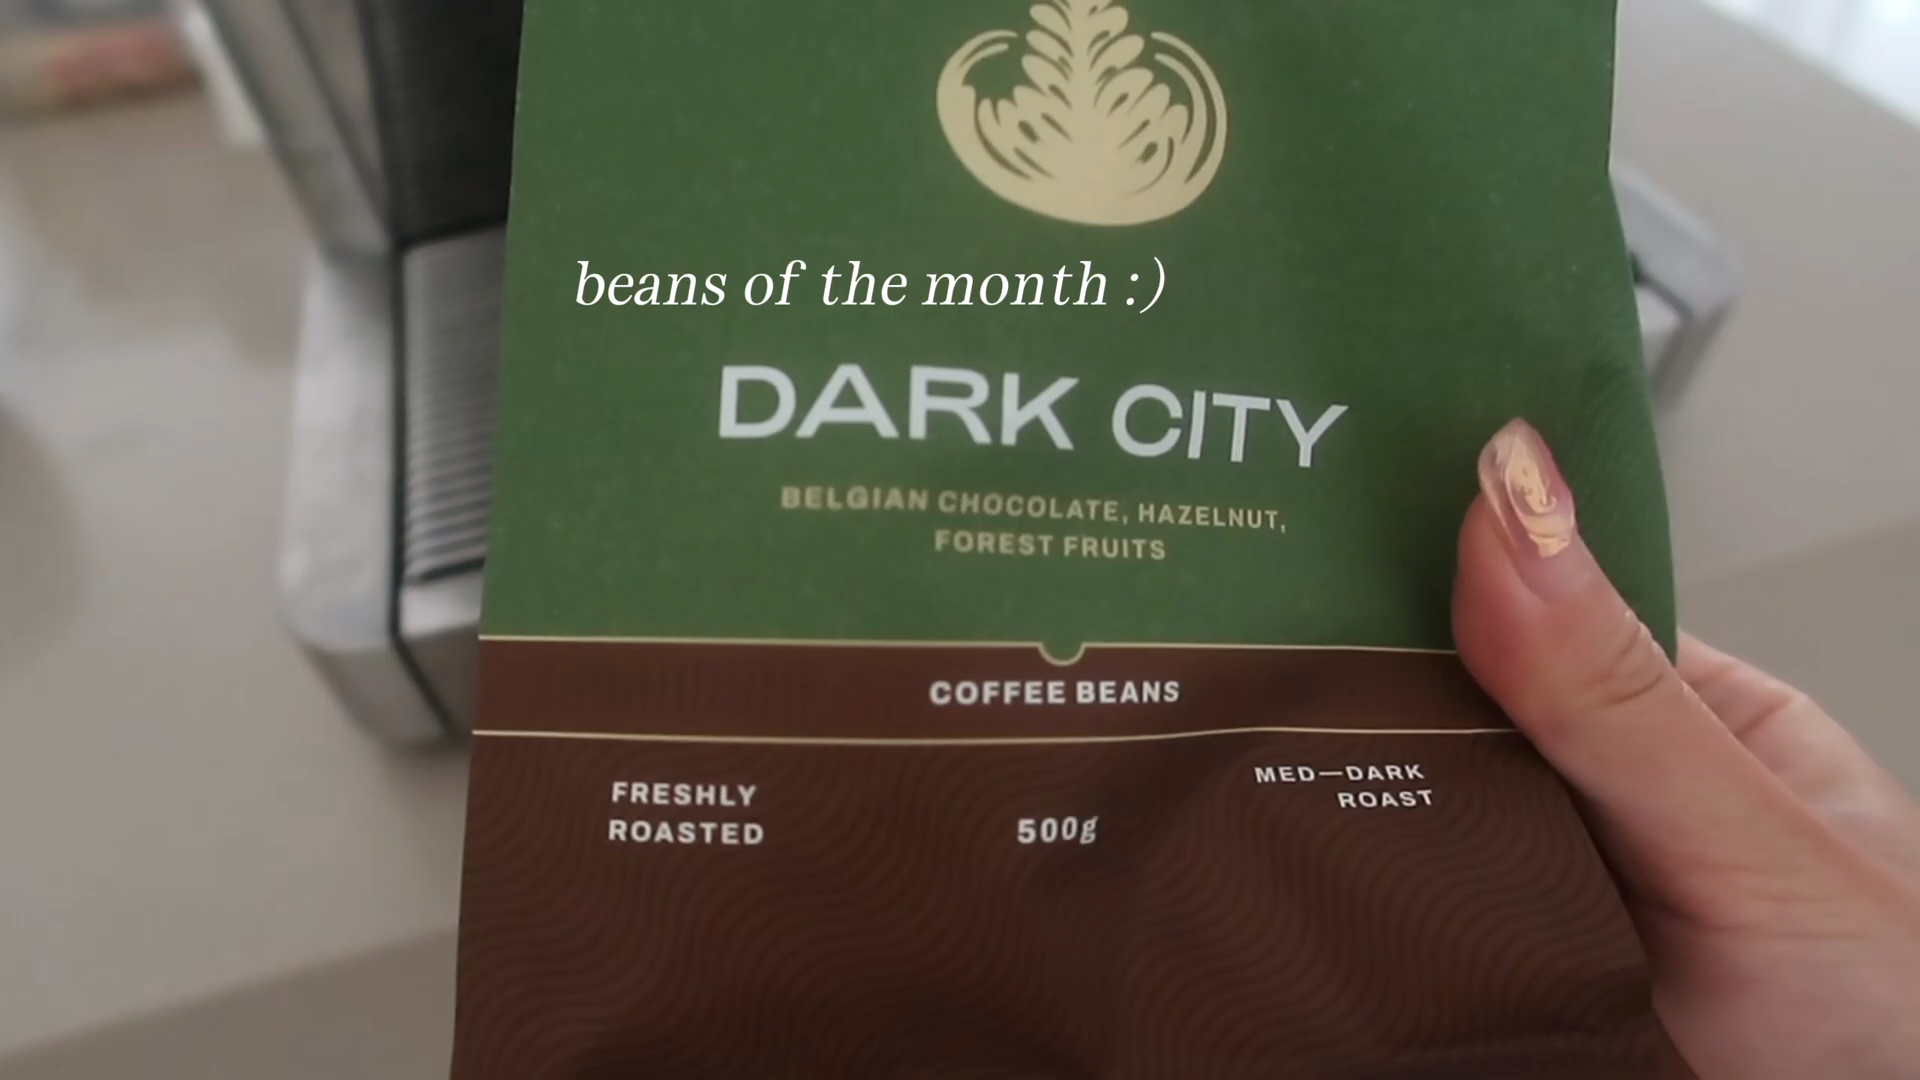 beans of the month :)
DARK CITY
BELGIAN CHOCOLATE, HAZELNUT,
FOREST FRUITS
COFFEE BEANS
FRESHLY
ROASTED
500g
MED—DARK
ROAST